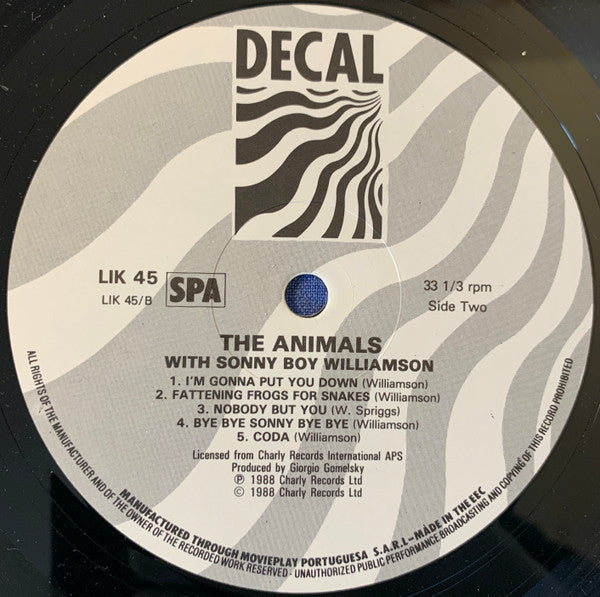 DECAL
LIK 45
LIK 45/B
SPA
33 1/3 rpm
Side Two
THE ANIMALS
WITH SONNY BOY WILLIAMSON
1. I'M GONNA PUT YOU DOWN (Williamson)
2. FATTENING FROGS FOR SNAKES (Williamson)
3. NOBODY BUT YOU (W. Spriggs)
4. BYE BYE SONNY BYE BYE (Williamson)
5. CODA (Williamson)
Licensed from Charly Records International APS
Produced by Giorgio Gomelsky
Ⓟ 1988 Charly Records Ltd
© 1988 Charly Records Ltd
MANUFACTURED THROUGH MOVIEPLAY PORTUGUESA S.A.R.L-MÁDE IN THE EEC
ALL RIGHTS OF THE MANUFACTURER AND OF THE OWNER OF THE RECORDED WORK RESERVED - UNAUTHORIZED PUBLIC PERFORMANCE BROADCASTING AND COPYING OF THIS RECORD PROHIBITED